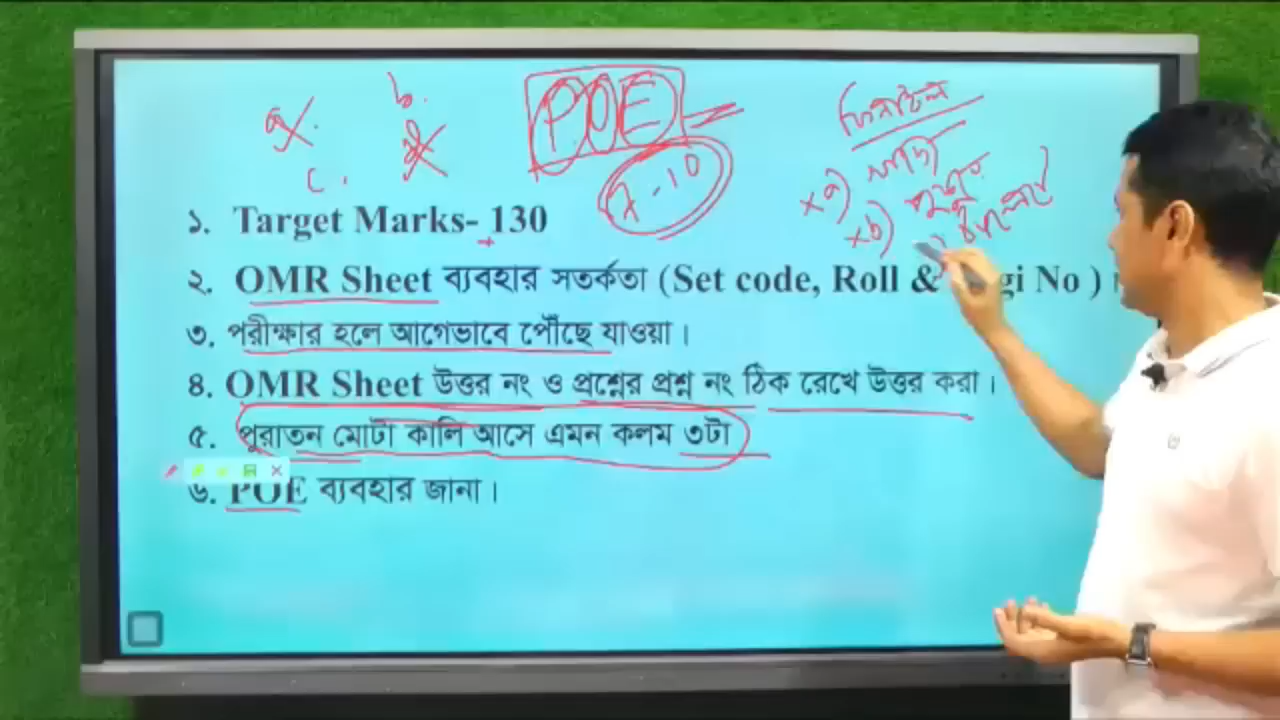 a
b.
c.
POE
7-10
a)
b)
১. Target Marks- 130
২. OMR Sheet ব্যবহার সতর্কতা (Set code, Roll & gi No )
৩. পরীক্ষার হলে আগেভাবে পৌঁছে যাওয়া।
৪. OMR Sheet উত্তর নং ও প্রশ্নের প্রশ্ন নং ঠিক রেখে উত্তর করা।
৫. পুরাতন মোটা কালি আসে এমন কলম ৩টা
৬. POE ব্যবহার জানা।